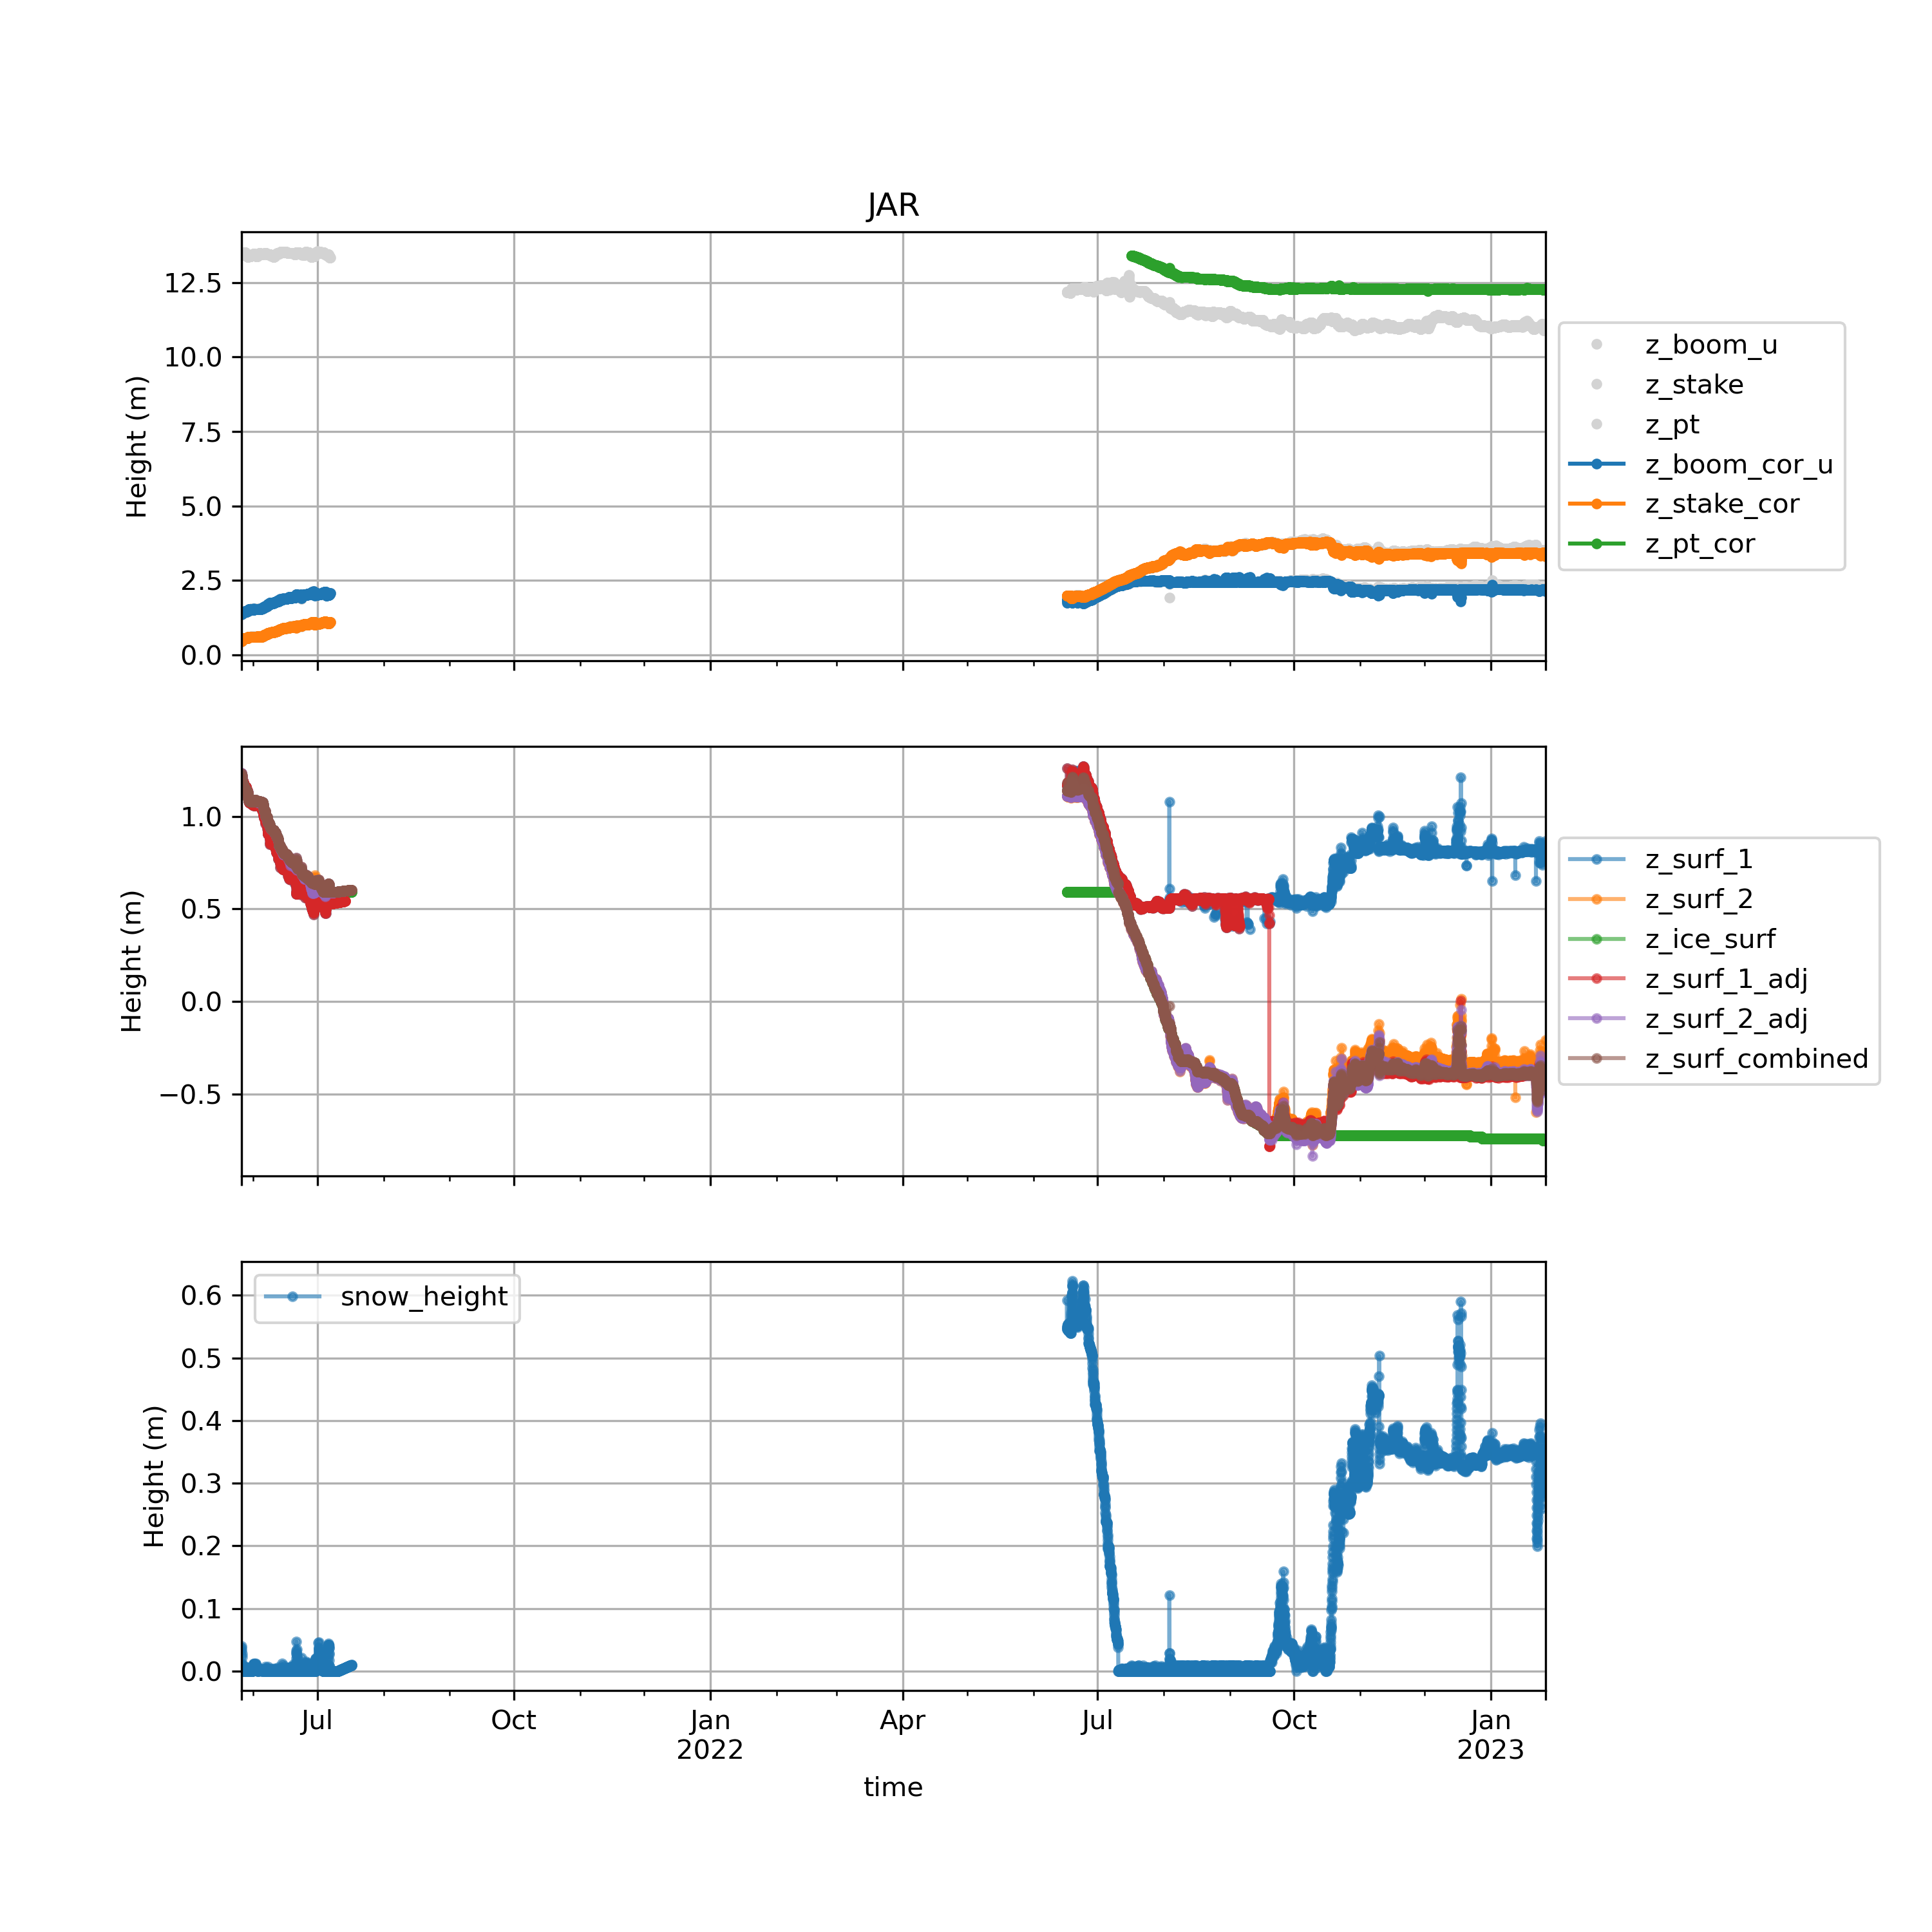 JAR
12.5
10.0
7.5
5.0
2.5
0.0
Height (m)
z_boom_u
z_stake
z_pt
z_boom_cor_u
z_stake_cor
z_pt_cor
1.0
0.5
0.0
−0.5
Height (m)
z_surf_1
z_surf_2
z_ice_surf
z_surf_1_adj
z_surf_2_adj
z_surf_combined
0.6
0.5
0.4
0.3
0.2
0.1
0.0
Height (m)
snow_height
Jul Oct Jan Apr Jul Oct Jan
2022 2023
time